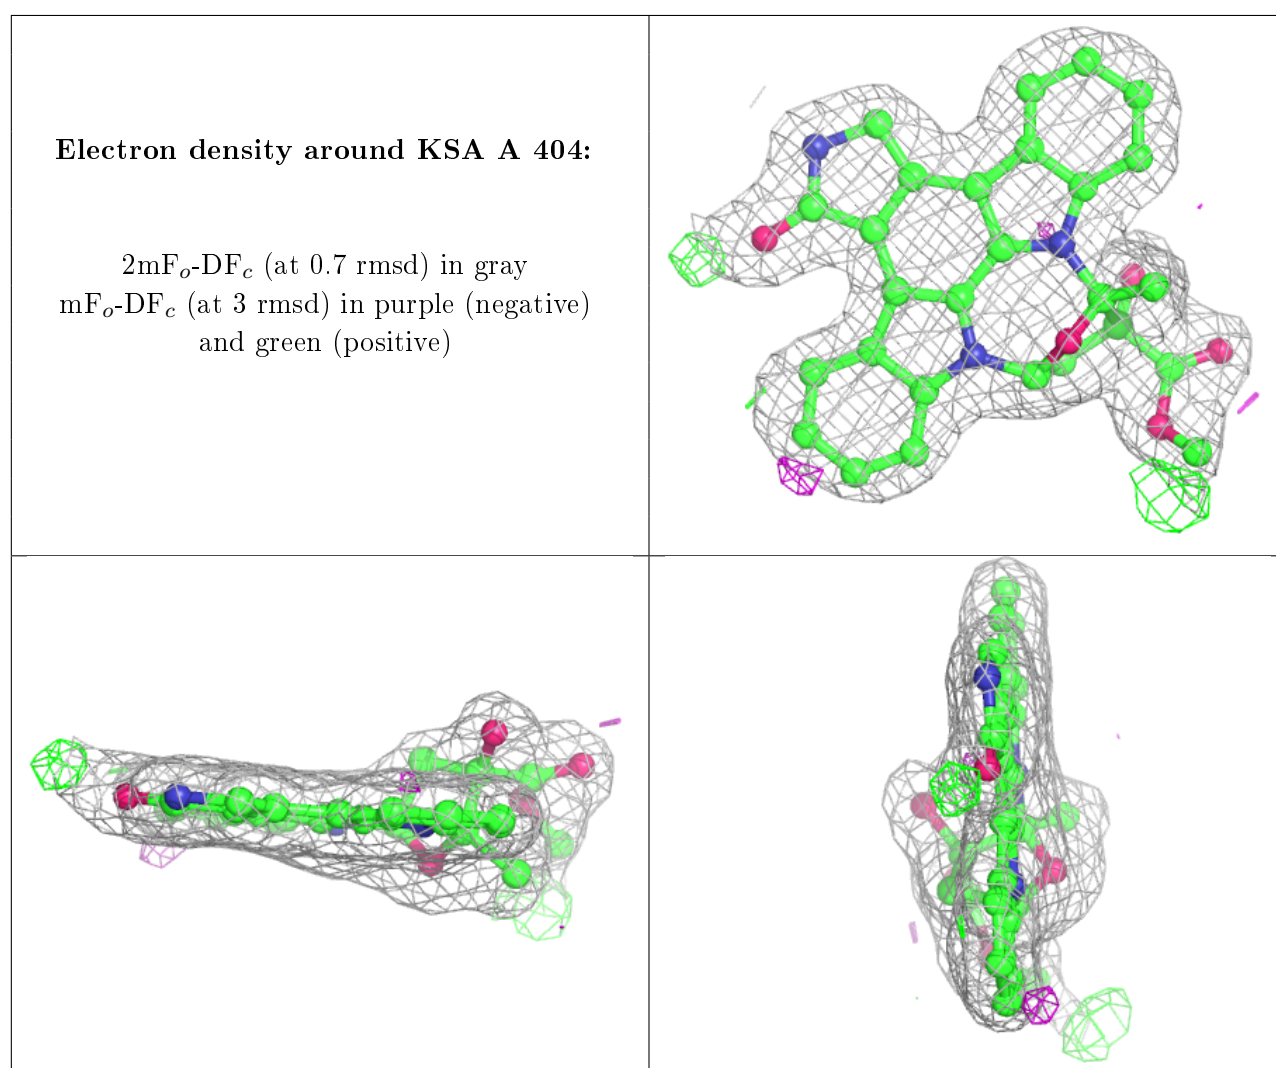 Electron density around KSA A 404:
2mFₒ-DF𝒸 (at 0.7 rmsd) in gray
mFₒ-DF𝒸 (at 3 rmsd) in purple (negative)
and green (positive)